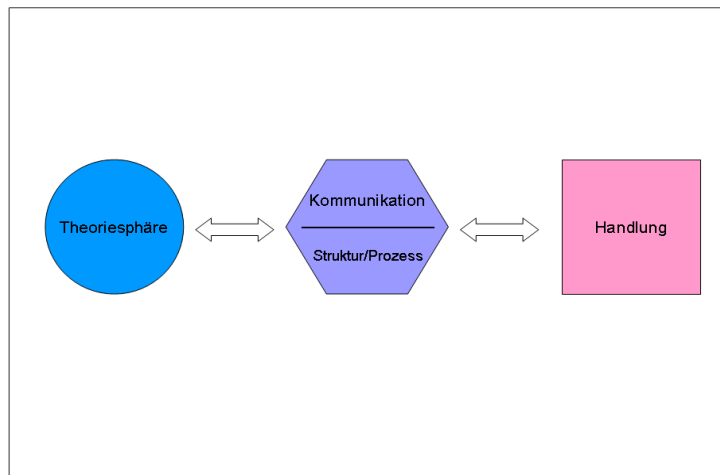 Theoriesphäre
Kommunikation
Struktur/Prozess
Handlung